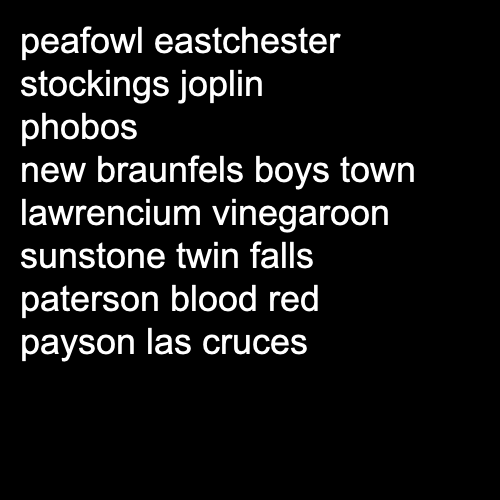 peafowl eastchester
stockings joplin
phobos
new braunfels boys town
lawrencium vinegaroon
sunstone twin falls
paterson blood red
payson las cruces